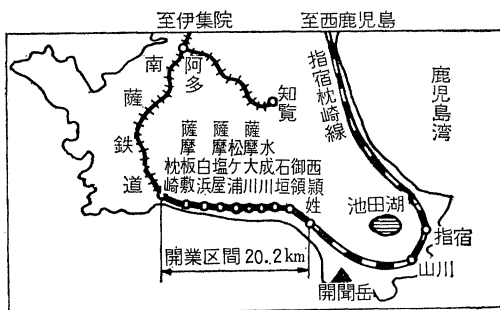 至伊集院
至西鹿児島
鹿児島湾
指宿枕崎線
南薩鉄道
阿多
知覧
枕崎
薩摩板敷
白浜
薩摩塩屋
松ケ浦
薩摩大川
水成川
石垣
御領
西頴娃
池田湖
指宿
山川
開聞岳
開業区間20.2km